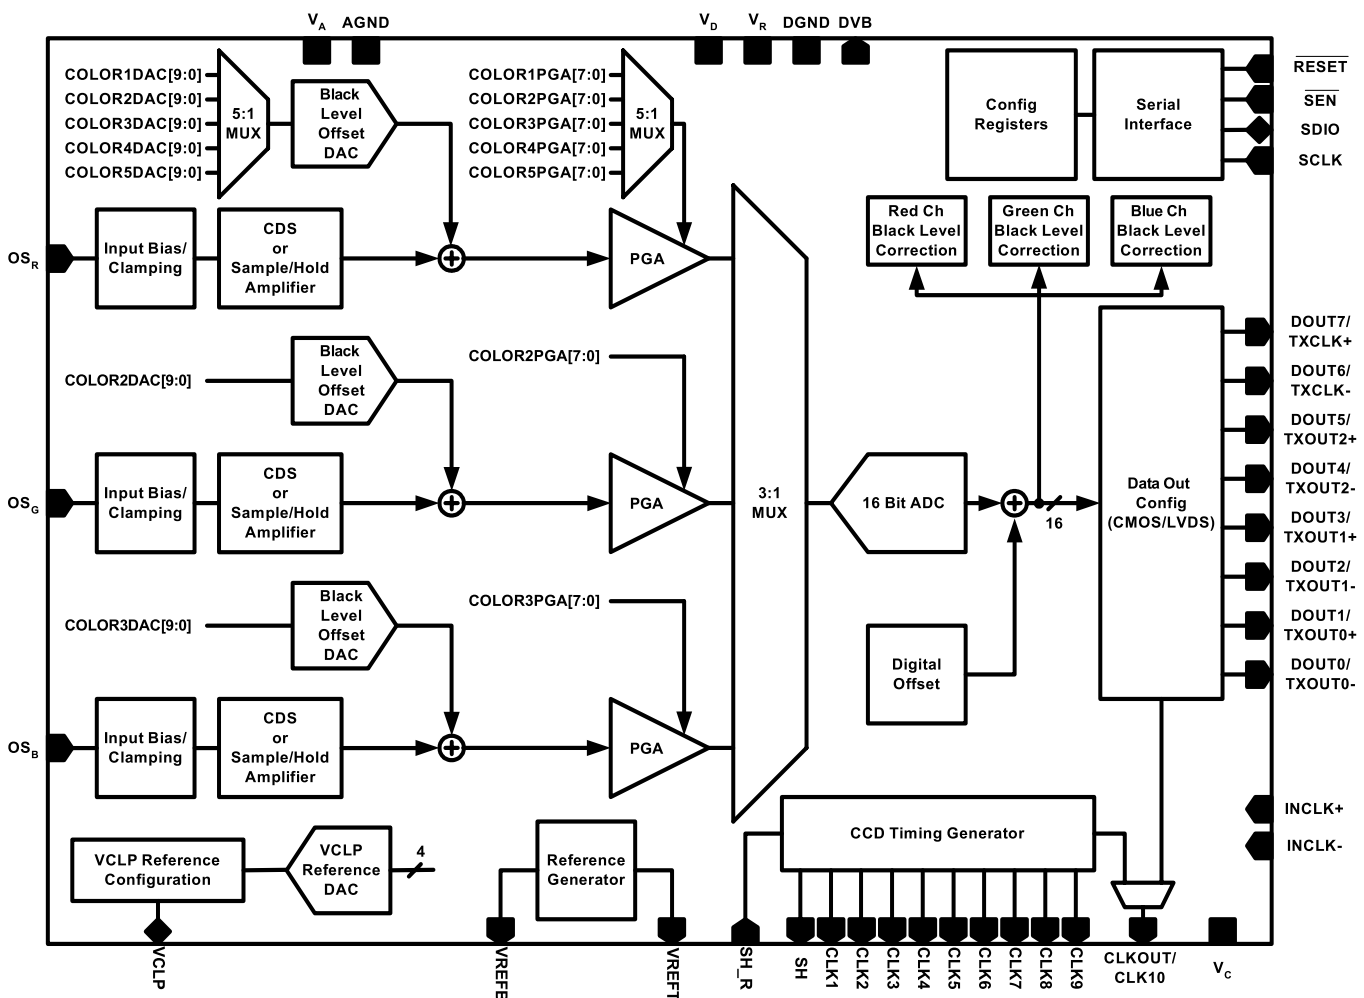 VA AGND VD VR DGND DVB
COLOR1DAC[9:0]
COLOR2DAC[9:0]
COLOR3DAC[9:0]
COLOR4DAC[9:0]
COLOR5DAC[9:0]
5:1
MUX
Black
Level
Offset
DAC
COLOR1PGA[7:0]
COLOR2PGA[7:0]
COLOR3PGA[7:0]
COLOR4PGA[7:0]
COLOR5PGA[7:0]
5:1
MUX
Config
Registers
Serial
Interface
RESET
SEN
SDIO
SCLK
OSR
Input Bias/
Clamping
CDS
or
Sample/Hold
Amplifier
PGA
Red Ch
Black Level
Correction
Green Ch
Black Level
Correction
Blue Ch
Black Level
Correction
COLOR2DAC[9:0]
Black
Level
Offset
DAC
COLOR2PGA[7:0]
OSG
Input Bias/
Clamping
CDS
or
Sample/Hold
Amplifier
PGA
3:1
MUX
16 Bit ADC
16
Data Out
Config
(CMOS/LVDS)
DOUT7/
TXCLK+
DOUT6/
TXCLK-
DOUT5/
TXOUT2+
DOUT4/
TXOUT2-
DOUT3/
TXOUT1+
DOUT2/
TXOUT1-
DOUT1/
TXOUT0+
DOUT0/
TXOUT0-
COLOR3DAC[9:0]
Black
Level
Offset
DAC
COLOR3PGA[7:0]
Digital
Offset
OSB
Input Bias/
Clamping
CDS
or
Sample/Hold
Amplifier
PGA
INCLK+
INCLK-
VCLP Reference
Configuration
VCLP
Reference
DAC
4
Reference
Generator
CCD Timing Generator
VCLP
VREFB
VREFT
SH_R
SH
CLK1
CLK2
CLK3
CLK4
CLK5
CLK6
CLK7
CLK8
CLK9
CLKOUT/
CLK10
VC